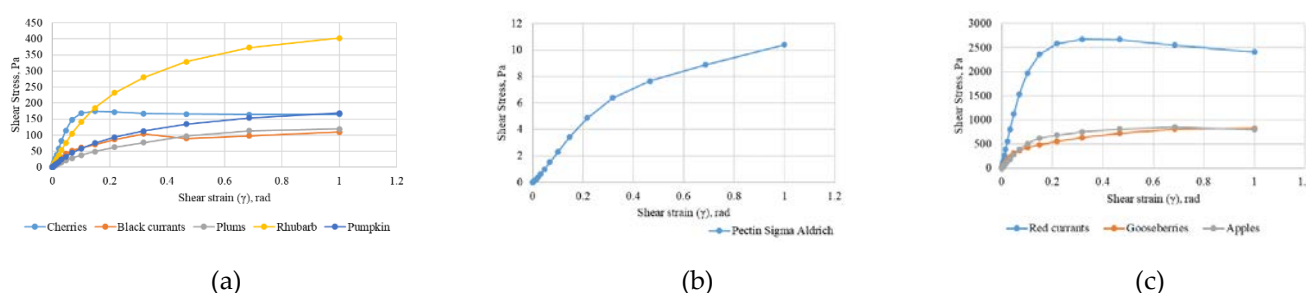 450
400
350
300
250
200
150
100
50
0
Shear Stress, Pa
0 0.2 0.4 0.6 0.8 1 1.2
Shear strain (γ), rad
Cherries Black currants Plums Rhubarb Pumpkin
(a)
12
10
8
6
4
2
0
Shear Stress, Pa
0 0.2 0.4 0.6 0.8 1 1.2
Shear strain (γ), rad
Pectin Sigma Aldrich
(b)
3000
2500
2000
1500
1000
500
0
Shear Stress, Pa
0 0.2 0.4 0.6 0.8 1 1.
Shear strain (γ), rad
Red currants Gooseberries Apples
(c)